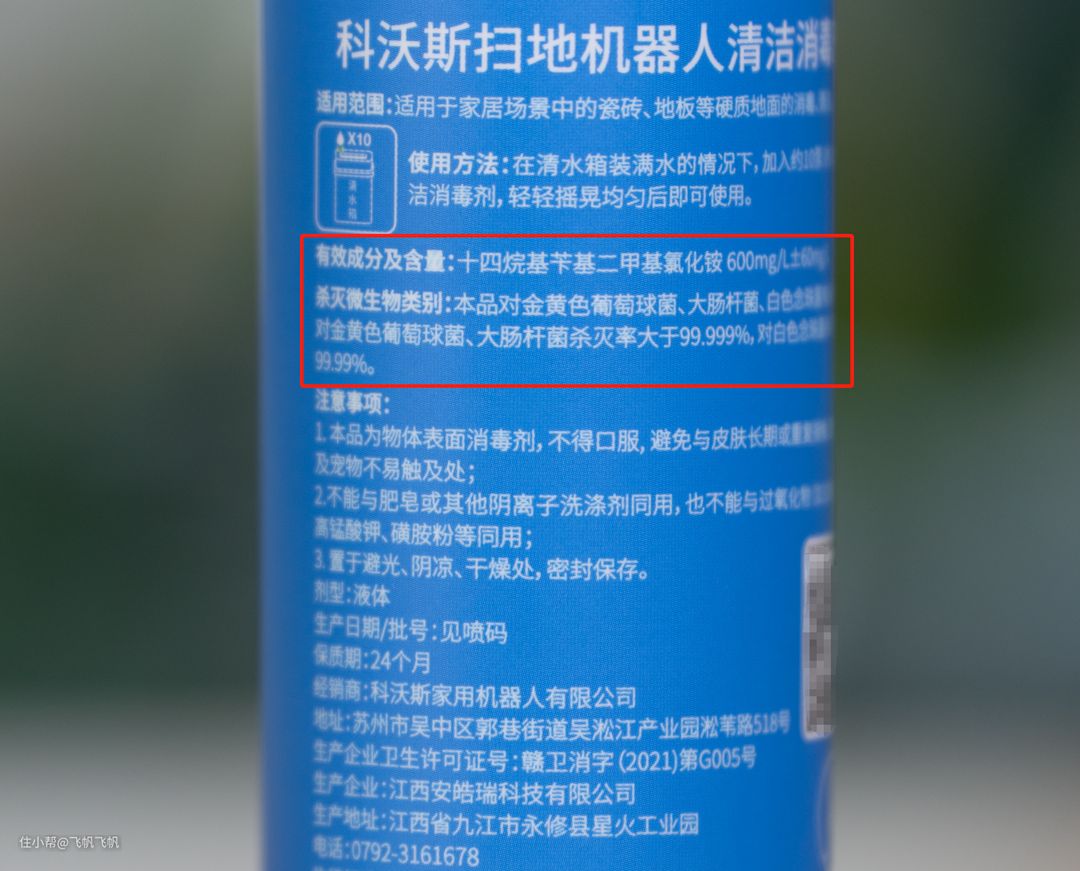 科沃斯扫地机器人清洁消毒
适用范围:适用于家居场景中的瓷砖、地板等硬质地面的消毒,
X10
清水箱
使用方法:在清水箱装满水的情况下,加入约10
洁消毒剂,轻轻摇晃均匀后即可使用。
有效成分及含量:十四烷基苄基二甲基氯化铵 600mg/L±60mg/
杀灭微生物类别:本品对金黄色葡萄球菌、大肠杆菌、白色念珠菌
对金黄色葡萄球菌、大肠杆菌杀灭率大于99.999%,对白色念珠菌
99.99%。
注意事项:
1.本品为物体表面消毒剂,不得口服,避免与皮肤长期或重复
及宠物不易触及处;
2.不能与肥皂或其他阴离子洗涤剂同用,也不能与过氧化物
高锰酸钾、磺胺粉等同用;
3.置于避光、阴凉、干燥处,密封保存。
剂型:液体
生产日期/批号:见喷码
保质期:24个月
经销商:科沃斯家用机器人有限公司
地址:苏州市吴中区郭巷街道吴淞江产业园淞苇路518号
生产企业卫生许可证号:赣卫消字(2021)第G005号
生产企业:江西安皓瑞科技有限公司
生产地址:江西省九江市永修县星火工业园
电话:0792-3161678
住小帮@飞帆飞帆